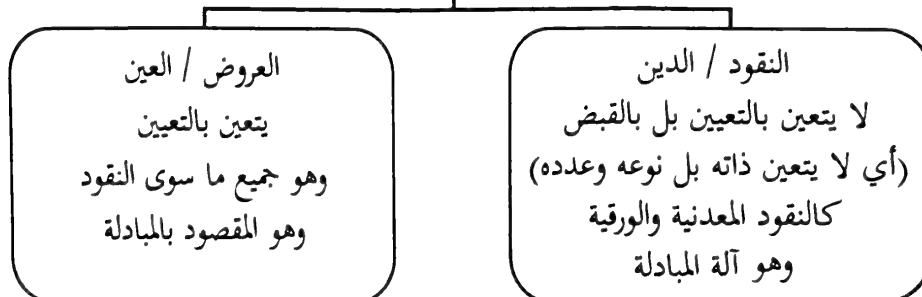 النقود / الدين
لا يتعين بالتعيين بل بالقبض
(أي لا يتعين ذاته بل نوعه وعدده)
كالنقود المعدنية والورقية
وهو آلة المبادلة
العروض / العين
يتعين بالتعيين
وهو جميع ما سوى النقود
وهو المقصود بالمبادلة